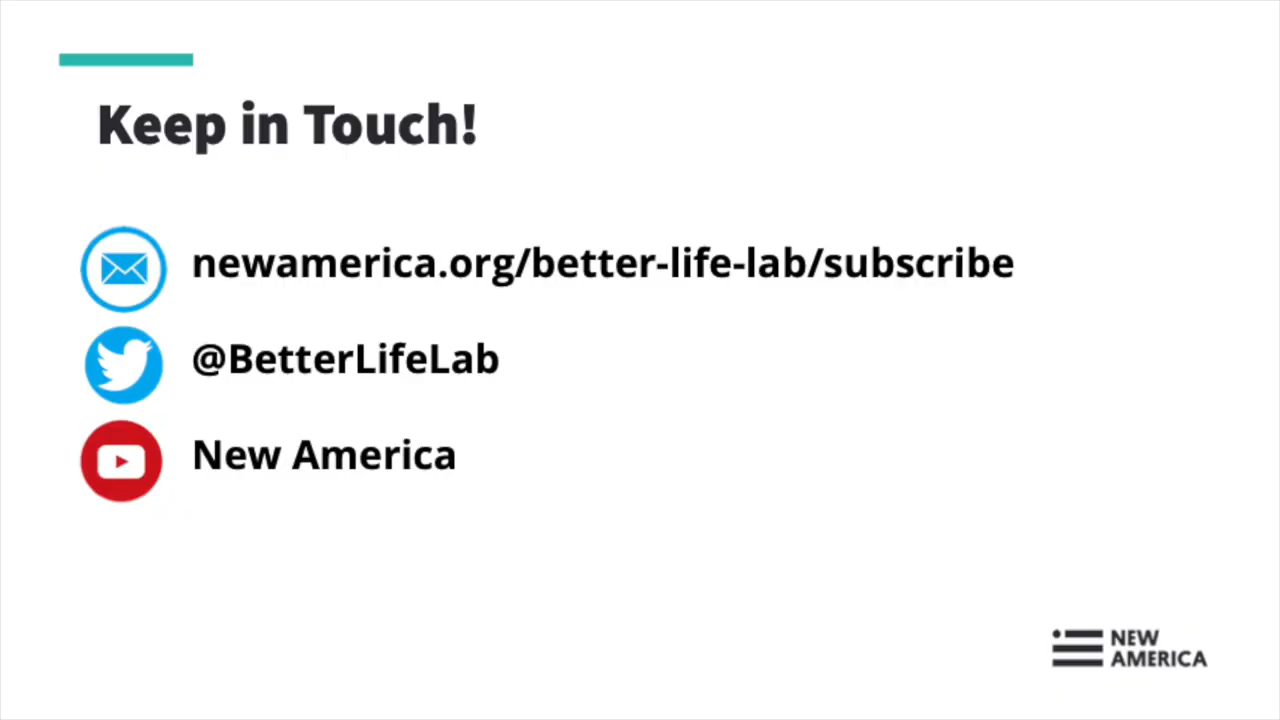 Keep in Touch!
newamerica.org/better-life-lab/subscribe
@BetterLifeLab
New America
NEW
AMERICA